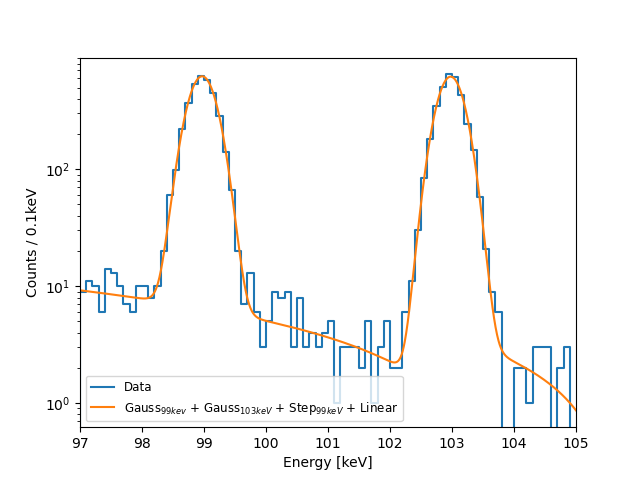 Counts / 0.1keV
10²
10¹
10⁰
Data
Gauss₉₉ₖₑᵥ + Gauss₁₀₃ₖₑV + Step₉₉ₖₑV + Linear
97 98 99 100 101 102 103 104 105
Energy [keV]